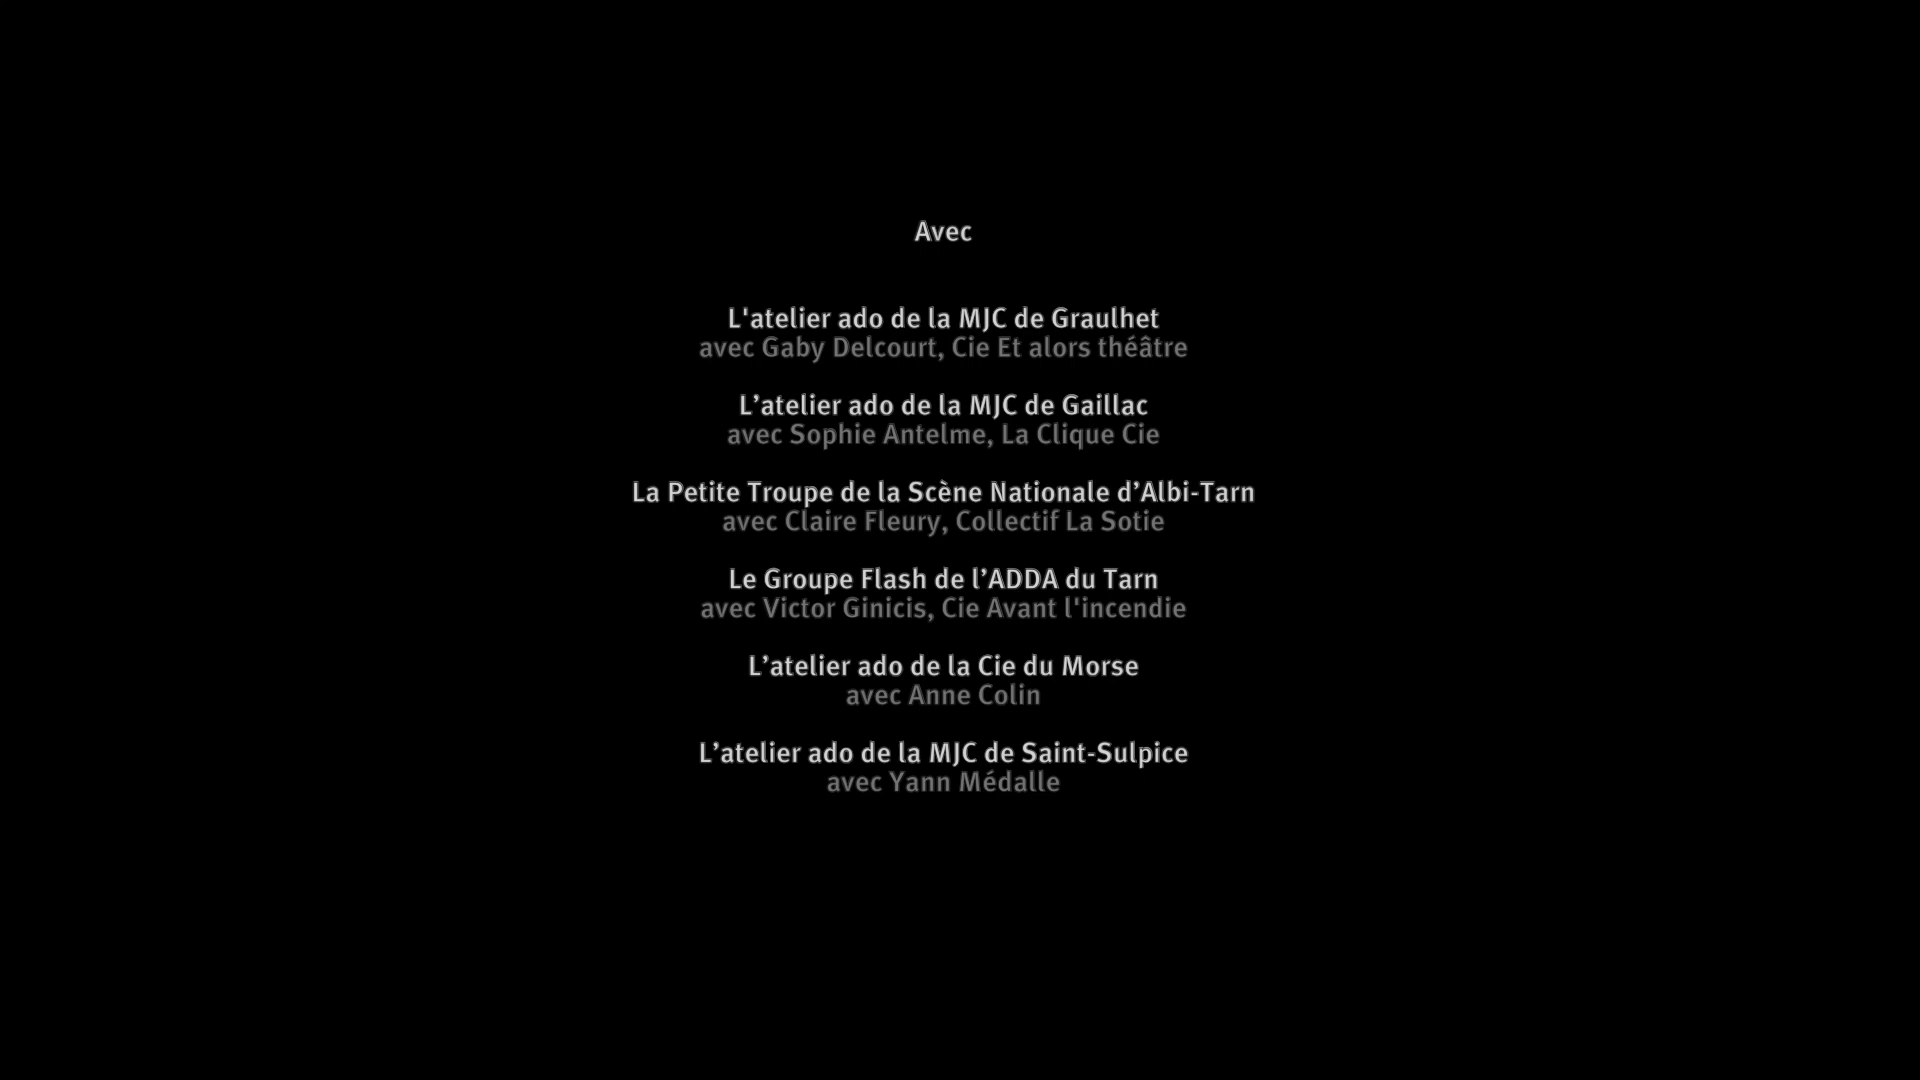 Avec
L'atelier ado de la MJC de Graulhet
avec Gaby Delcourt, Cie Et alors théâtre
L’atelier ado de la MJC de Gaillac
avec Sophie Antelme, La Clique Cie
La Petite Troupe de la Scène Nationale d’Albi-Tarn
avec Claire Fleury, Collectif La Sotie
Le Groupe Flash de l’ADDA du Tarn
avec Victor Ginicis, Cie Avant l'incendie
L’atelier ado de la Cie du Morse
avec Anne Colin
L’atelier ado de la MJC de Saint-Sulpice
avec Yann Médalle